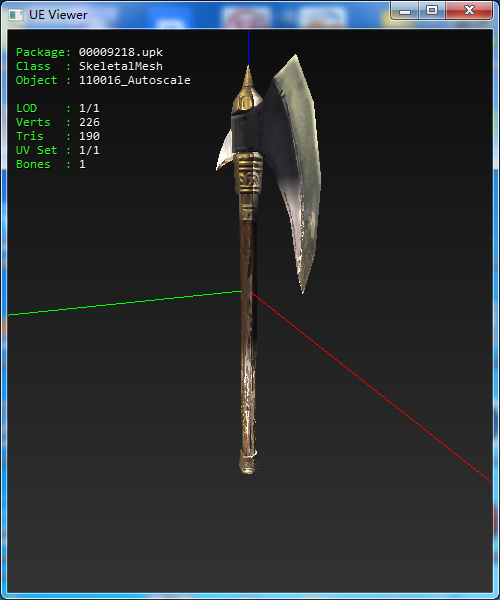 UE Viewer
Package: 00009218.upk
Class : SkeletalMesh
Object : 110016_Autoscale
LOD : 1/1
Verts : 226
Tris : 190
UV Set : 1/1
Bones : 1